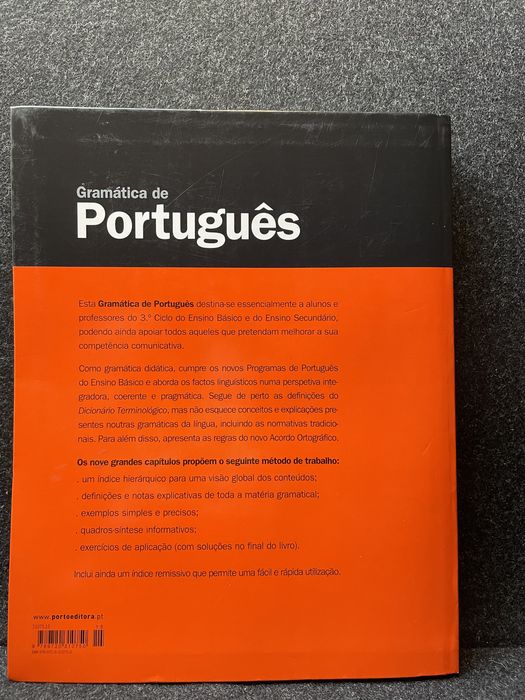 Gramática de
Português
Esta Gramática de Português destina-se essencialmente a alunos e
professores do 3.º Ciclo do Ensino Básico e do Ensino Secundário,
podendo ainda apoiar todos aqueles que pretendam melhorar a sua
competência comunicativa.
Como gramática didática, cumpre os novos Programas de Português
do Ensino Básico e aborda os factos linguísticos numa perspetiva inte-
gradora, coerente e pragmática. Segue de perto as definições do
Dicionário Terminológico, mas não esquece conceitos e explicações pre-
sentes noutras gramáticas da língua, incluindo as normativas tradicio-
nais. Para além disso, apresenta as regras do novo Acordo Ortográfico.
Os nove grandes capítulos propõem o seguinte método de trabalho:
. um índice hierárquico para uma visão global dos conteúdos;
. definições e notas explicativas de toda a matéria gramatical;
. exemplos simples e precisos;
. quadros-síntese informativos;
. exercícios de aplicação (com soluções no final do livro).
Inclui ainda um índice remissivo que permite uma fácil e rápida utilização.
www.portoeditora.pt